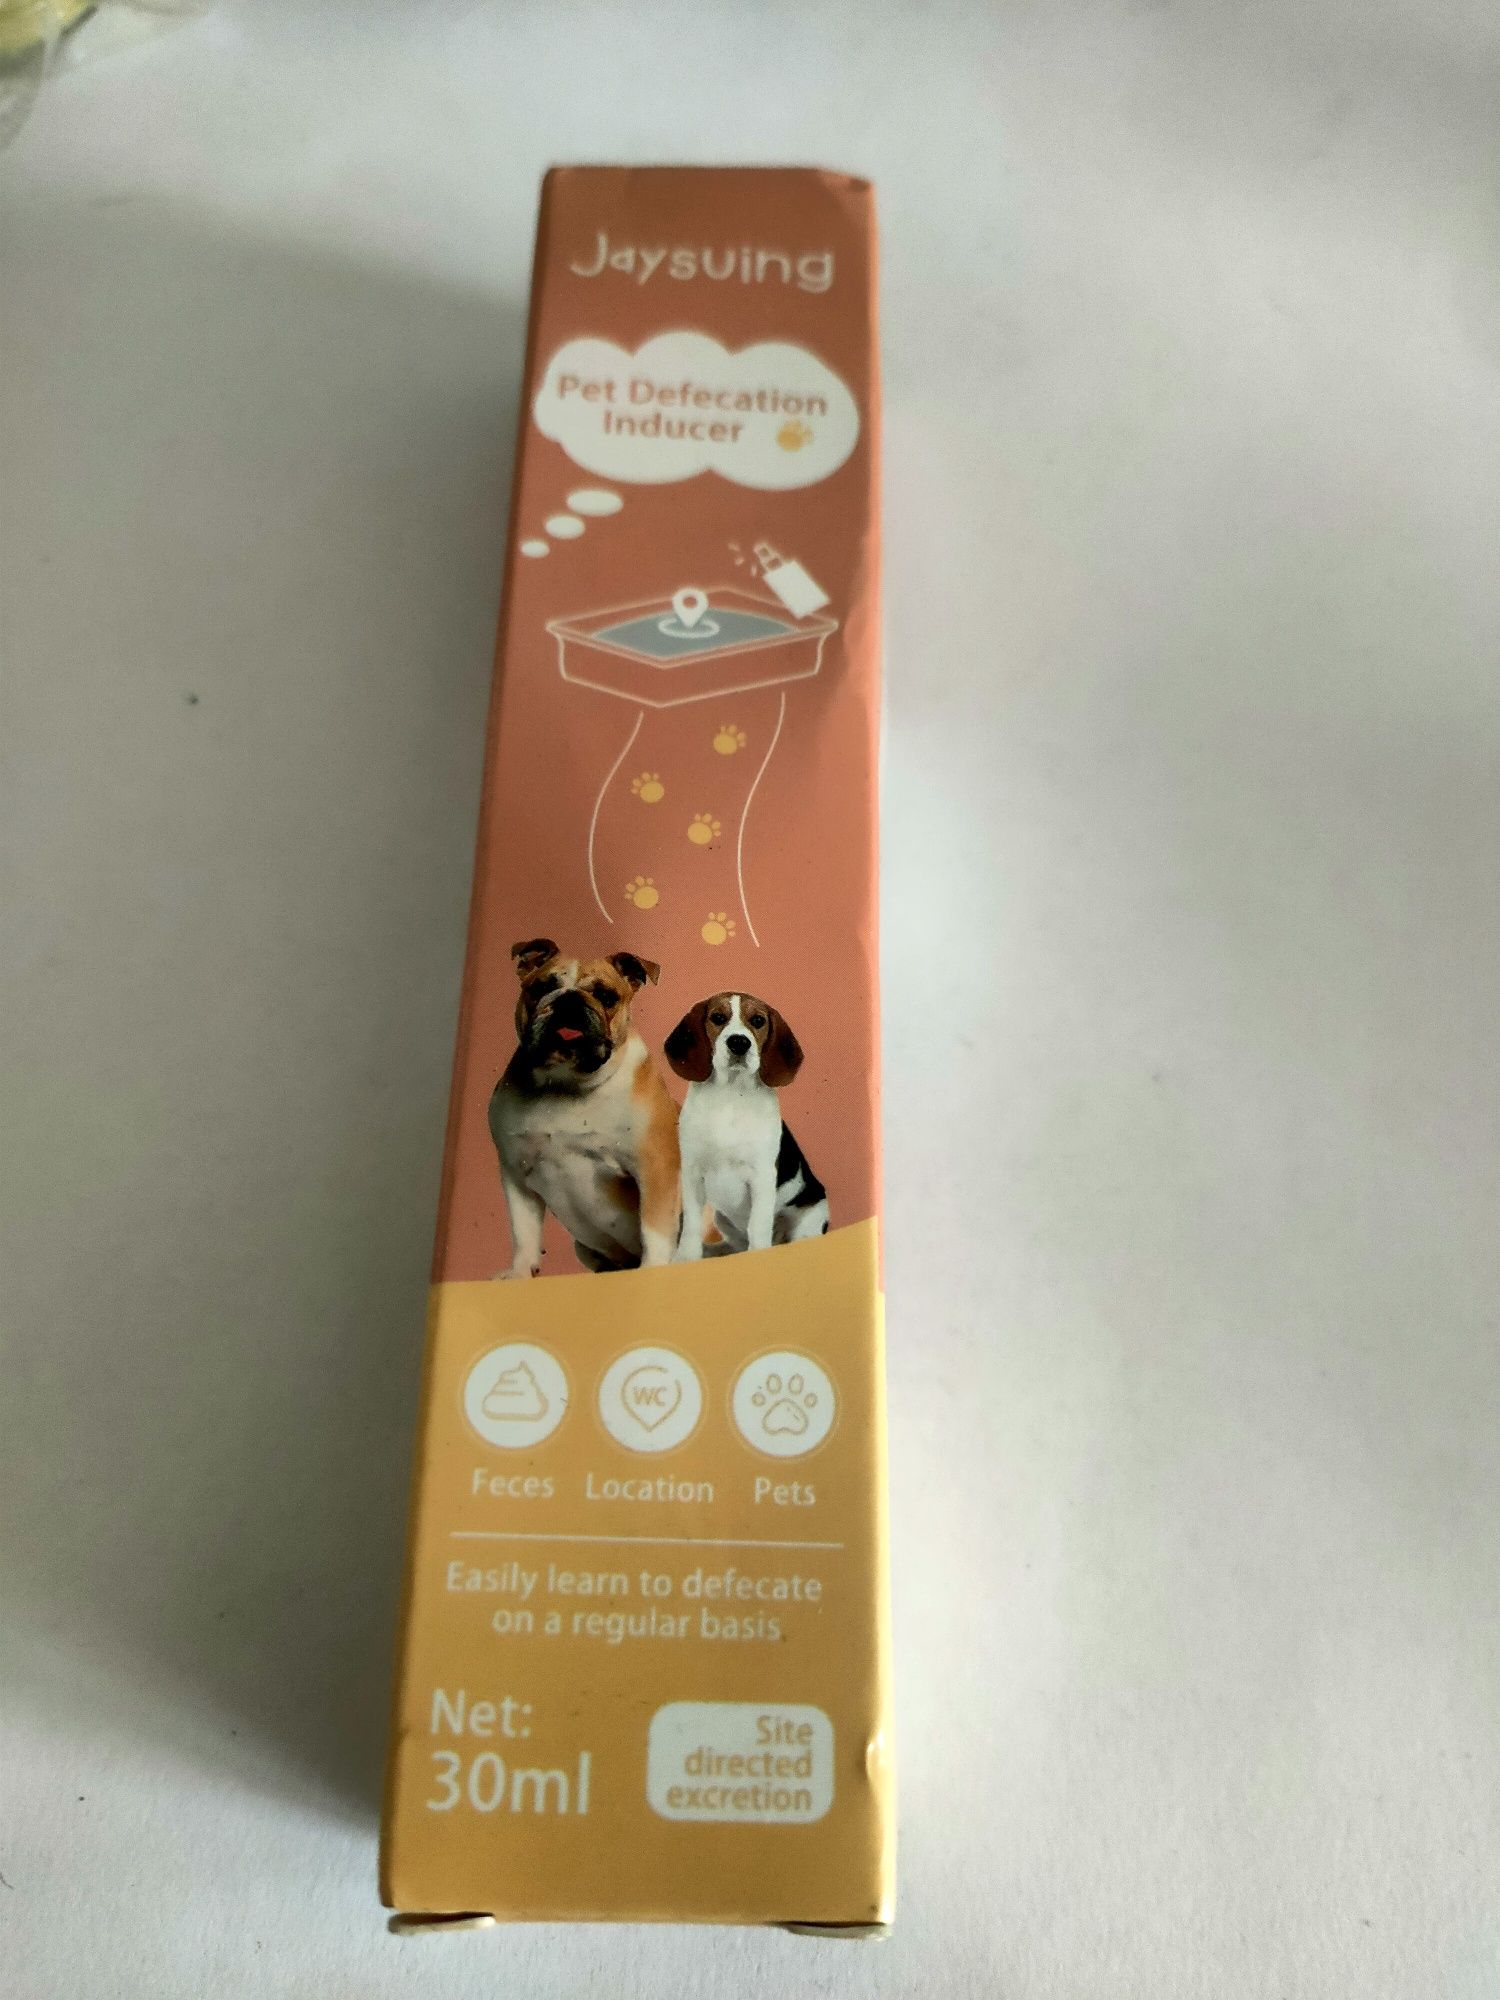 Jaysuing
Pet Defecation
Inducer
WC
Feces Location Pets
Easily learn to defecate
on a regular basis.
Net:
30ml
Site
directed
excretion